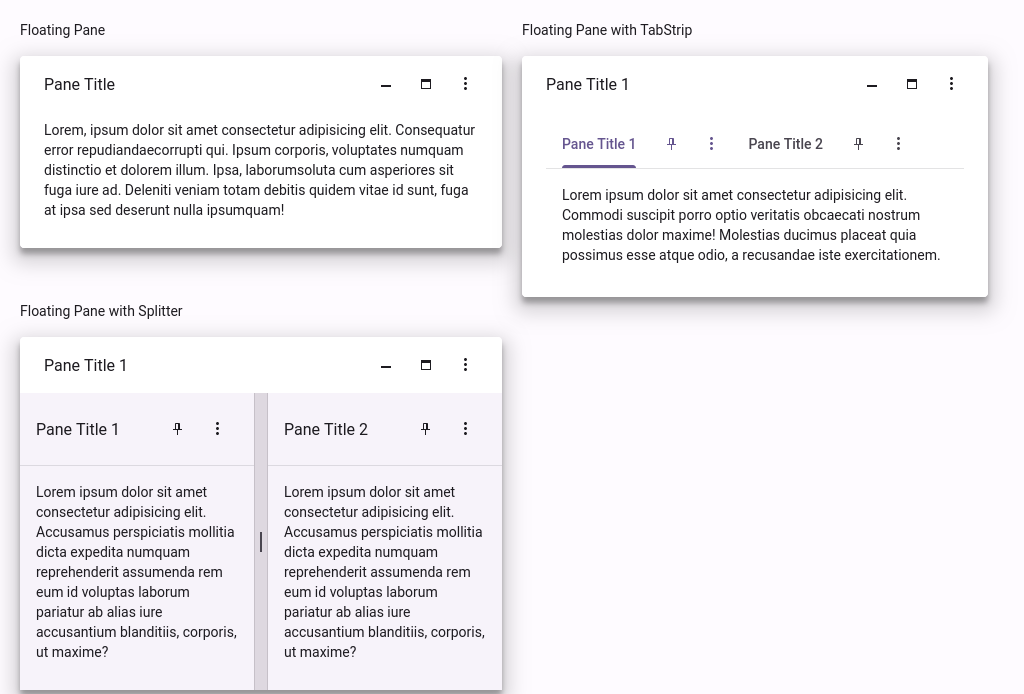 Floating Pane
Pane Title
Lorem, ipsum dolor sit amet consectetur adipisicing elit. Consequatur
error repudiandaecorrupti qui. Ipsum corporis, voluptates numquam
distinctio et dolorem illum. Ipsa, laborumsoluta cum asperiores sit
fuga iure ad. Deleniti veniam totam debitis quidem vitae id sunt, fuga
at ipsa sed deserunt nulla ipsumquam!
Floating Pane with TabStrip
Pane Title 1
Pane Title 1 Pane Title 2
Lorem ipsum dolor sit amet consectetur adipisicing elit.
Commodi suscipit porro optio veritatis obcaecati nostrum
molestias dolor maxime! Molestias ducimus placeat quia
possimus esse atque odio, a recusandae iste exercitationem.
Floating Pane with Splitter
Pane Title 1
Pane Title 1
Lorem ipsum dolor sit amet
consectetur adipisicing elit.
Accusamus perspiciatis mollitia
dicta expedita numquam
reprehenderit assumenda rem
eum id voluptas laborum
pariatur ab alias iure
accusantium blanditiis, corporis,
ut maxime?
Pane Title 2
Lorem ipsum dolor sit amet
consectetur adipisicing elit.
Accusamus perspiciatis mollitia
dicta expedita numquam
reprehenderit assumenda rem
eum id voluptas laborum
pariatur ab alias iure
accusantium blanditiis, corporis,
ut maxime?